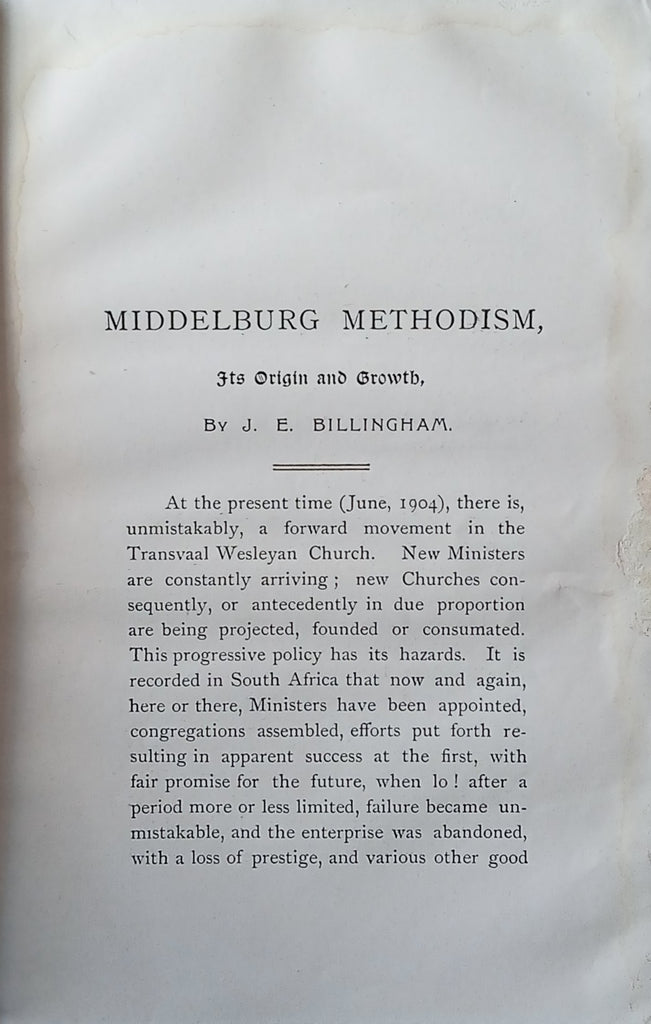 MIDDELBURG METHODISM,
Its Origin and Growth,
By J. E. BILLINGHAM.
At the present time (June, 1904), there is,
unmistakably, a forward movement in the
Transvaal Wesleyan Church. New Ministers
are constantly arriving ; new Churches con-
sequently, or antecedently in due proportion
are being projected, founded or consumated.
This progressive policy has its hazards. It is
recorded in South Africa that now and again,
here or there, Ministers have been appointed,
congregations assembled, efforts put forth re-
sulting in apparent success at the first, with
fair promise for the future, when lo ! after a
period more or less limited, failure became un-
mistakable, and the enterprise was abandoned,
with a loss of prestige, and various other good